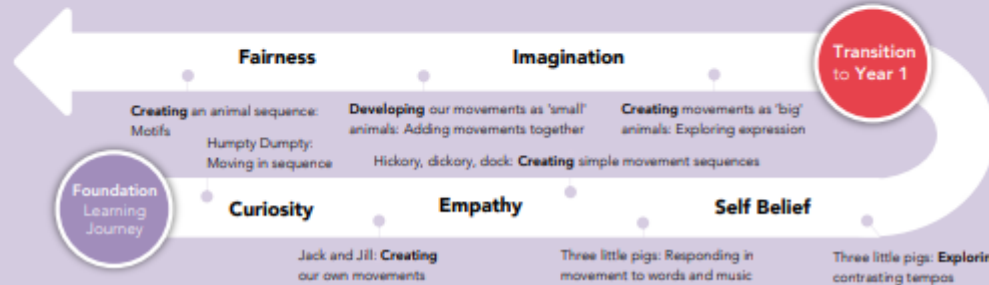 Fairness
Imagination
Transition
to Year 1
Creating an animal sequence:
Motifs
Developing our movements as 'small'
animals: Adding movements together
Creating movements as 'big'
animals: Exploring expression
Humpty Dumpty:
Moving in sequence
Hickory, dickory, dock: Creating simple movement sequences
Foundation
Learning
Journey
Curiosity
Empathy
Self Belief
Jack and Jill: Creating
our own movements
Three little pigs: Responding in
movement to words and music
Three little pigs: Explorin
contrasting tempos